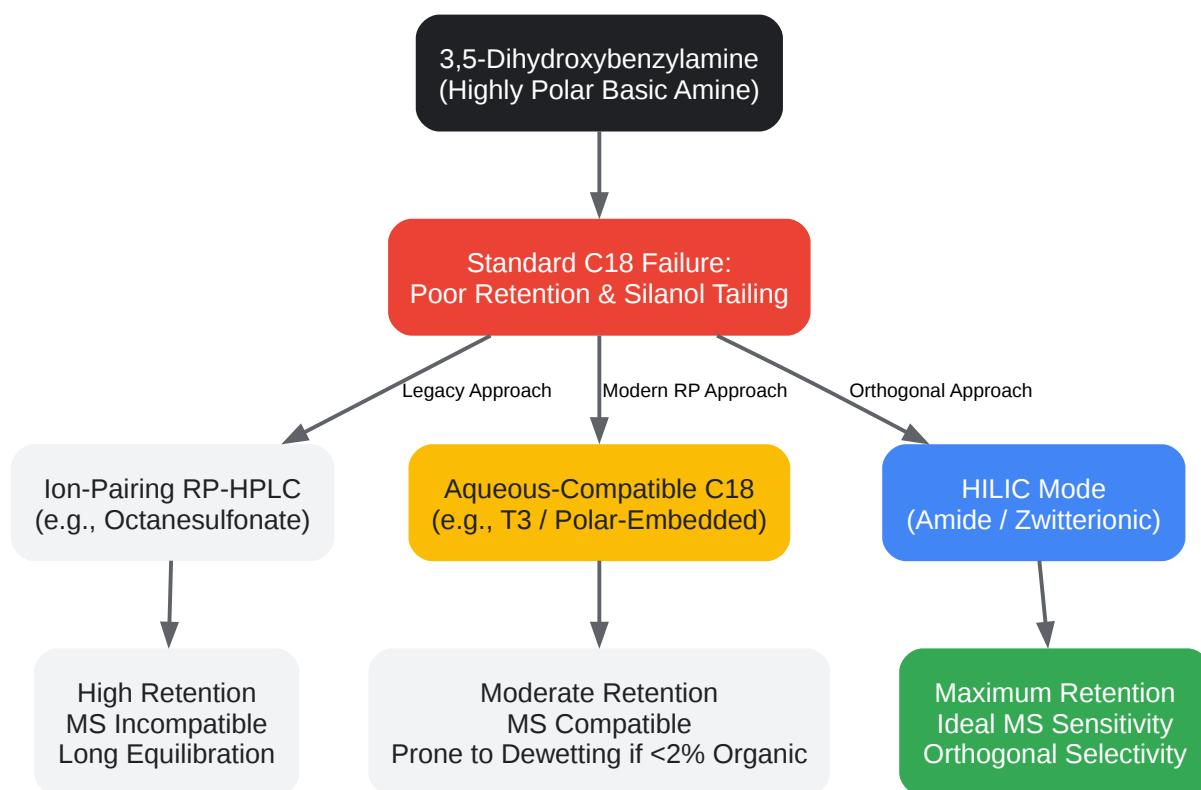 3,5-Dihydroxybenzylamine
(Highly Polar Basic Amine)
Standard C18 Failure:
Poor Retention & Silanol Tailing
Legacy Approach
Modern RP Approach
Orthogonal Approach
Ion-Pairing RP-HPLC
(e.g., Octanesulfonate)
Aqueous-Compatible C18
(e.g., T3 / Polar-Embedded)
HILIC Mode
(Amide / Zwitterionic)
High Retention
MS Incompatible
Long Equilibration
Moderate Retention
MS Compatible
Prone to Dewetting if <2% Organic
Maximum Retention
Ideal MS Sensitivity
Orthogonal Selectivity